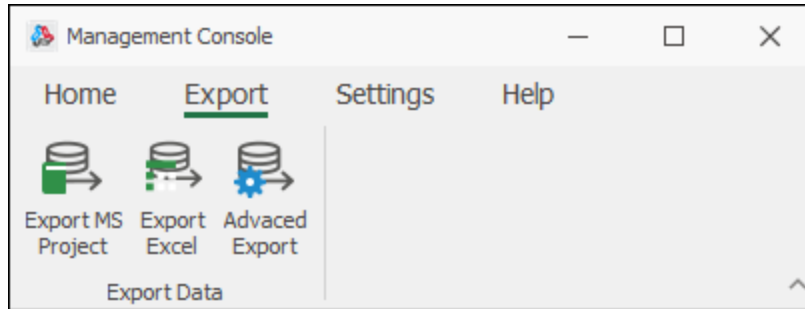 Management Console
Home Export Settings Help
Export MS Export Advaced
Project Excel Export
Export Data